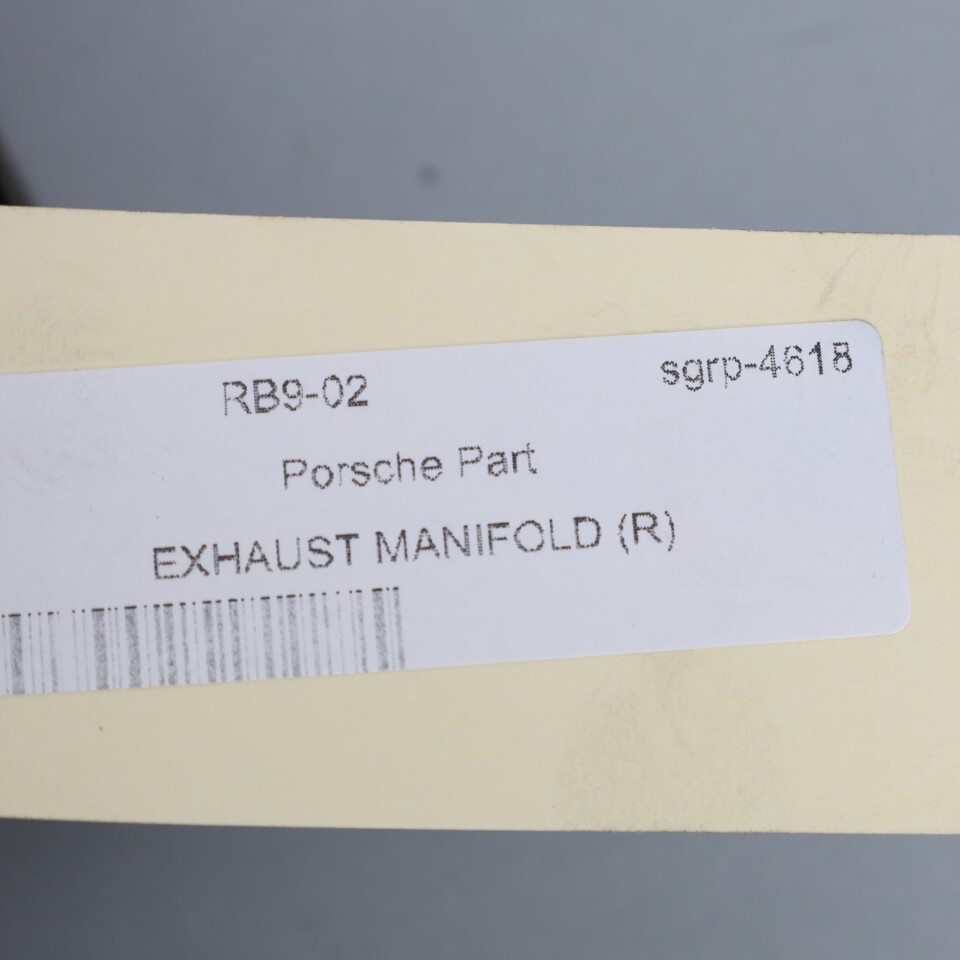 RB9-02 sgrp-4618
Porsche Part
EXHAUST MANIFOLD (R)